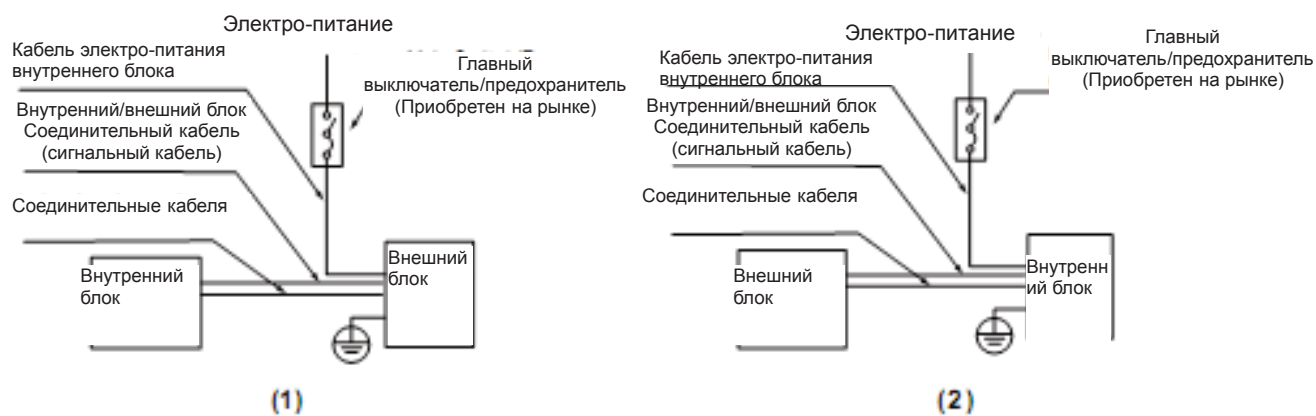 Электро-питание
Кабель электро-питания
внутреннего блока
Главный
выключатель/предохранитель
(Приобретен на рынке)
Внутренний/внешний блок
Соединительный кабель
(сигнальный кабель)
Соединительные кабеля
Внутренний
блок
Внешний
блок
(1)
Электро-питание
Главный
выключатель/предохранитель
(Приобретен на рынке)
Кабель электро-питания
внутреннего блока
Внутренний/внешний блок
Соединительный кабель
(сигнальный кабель)
Соединительные кабеля
Внешний
блок
Внутренн
ий блок
(2)